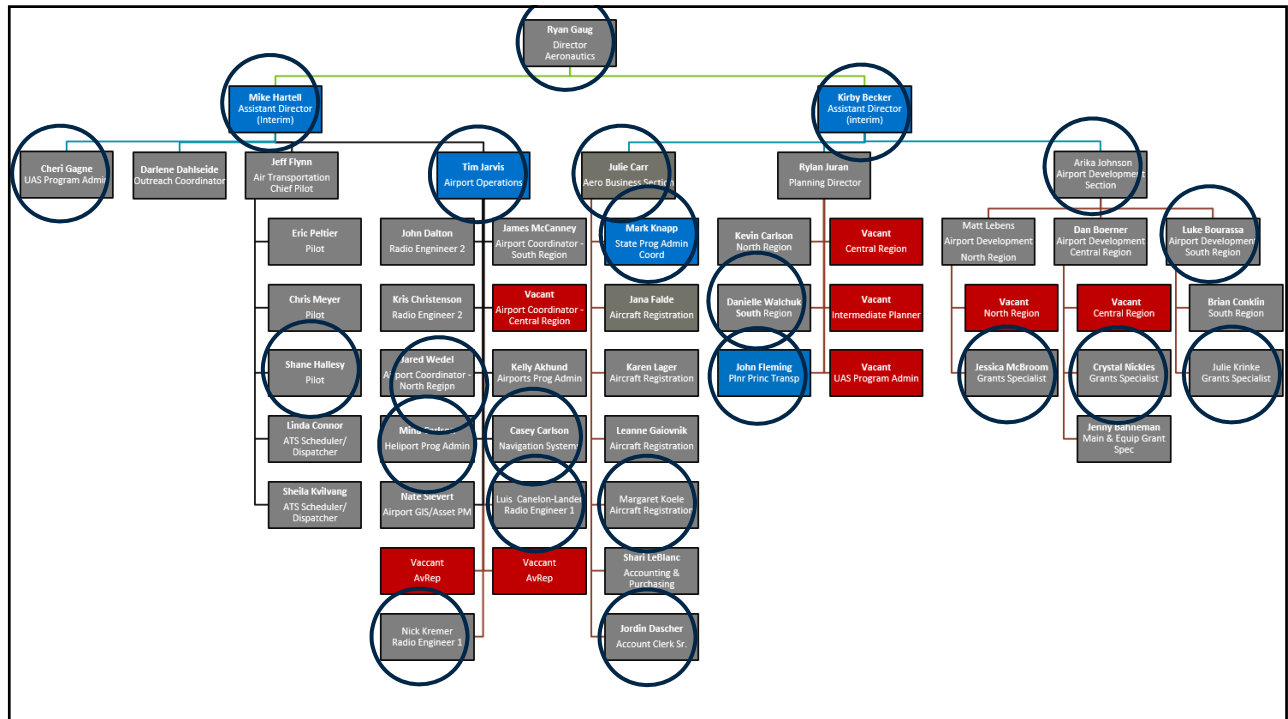 Ryan Gaug
Director
Aeronautics
Mike Hartell
Assistant Director
(Interim)
Kirby Becker
Assistant Director
(interim)
Cheri Gagne
UAS Program Admin
Darlene Dahlseide
Outreach Coordinator
Jeff Flynn
Air Transportation
Chief Pilot
Tim Jarvis
Airport Operations
Julie Carr
Aero Business Section
Rylan Juran
Planning Director
Arika Johnson
Airport Development
Section
Eric Peltier
Pilot
Chris Meyer
Pilot
Shane Hallesy
Pilot
Linda Connor
ATS Scheduler/
Dispatcher
Sheila Kvilvang
ATS Scheduler/
Dispatcher
John Dalton
Radio Engnineer 2
Kris Christenson
Radio Engineer 2
Jared Wedel
Airport Coordinator -
North Region
Mina Carlson
Heliport Prog Admin
Nate Sievert
Airport GIS/Asset PM
Vaccant
AvRep
Nick Kremer
Radio Engineer 1
James McCanney
Airport Coordinator -
South Region
Vacant
Airport Coordinator -
Central Region
Kelly Akhund
Airports Prog Admin
Casey Carlson
Navigation Systems
Luis Canelon-Lander
Radio Engineer 1
Vaccant
AvRep
Mark Knapp
State Prog Admin
Coord
Jana Falde
Aircraft Registration
Karen Lager
Aircraft Registration
Leanne Gaiovnik
Aircraft Registration
Margaret Koele
Aircraft Registration
Shari LeBlanc
Accounting &
Purchasing
Jordin Dascher
Account Clerk Sr.
Kevin Carlson
North Region
Danielle Walchuk
South Region
John Fleming
Plnr Princ Transp
Vacant
Central Region
Vacant
Intermediate Planner
Vacant
UAS Program Admin
Matt Lebens
Airport Development
North Region
Vacant
North Region
Jessica McBroom
Grants Specialist
Dan Boerner
Airport Development
Central Region
Vacant
Central Region
Crystal Nickles
Grants Specialist
Jenny Bahneman
Main & Equip Grant
Spec
Luke Bourassa
Airport Development
South Region
Brian Conklin
South Region
Julie Krinke
Grants Specialist